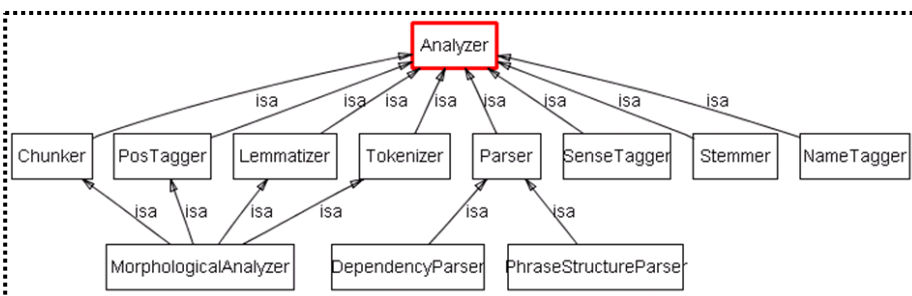 Analyzer
isa isa isa isa isa isa isa isa
Chunker PosTagger Lemmatizer Tokenizer Parser SenseTagger Stemmer NameTagger
isa isa isa isa isa isa
MorphologicalAnalyzer DependencyParser PhraseStructureParser